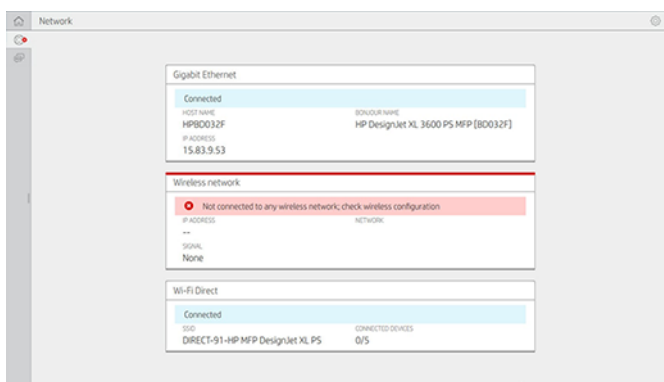 Network
Gigabit Ethernet
Connected
HOST NAME
BONJOUR NAME
HPBD032F
HP DesignJet XL 3600 PS MFP [BD032F]
IP ADDRESS
15.83.9.53
Wireless network
Not connected to any wireless network; check wireless configuration
IP ADDRESS
NETWORK
--
SIGNAL
None
Wi-Fi Direct
Connected
SSID
CONNECTED DEVICES
DIRECT-91-HP MFP DesignJet XL PS
0/5